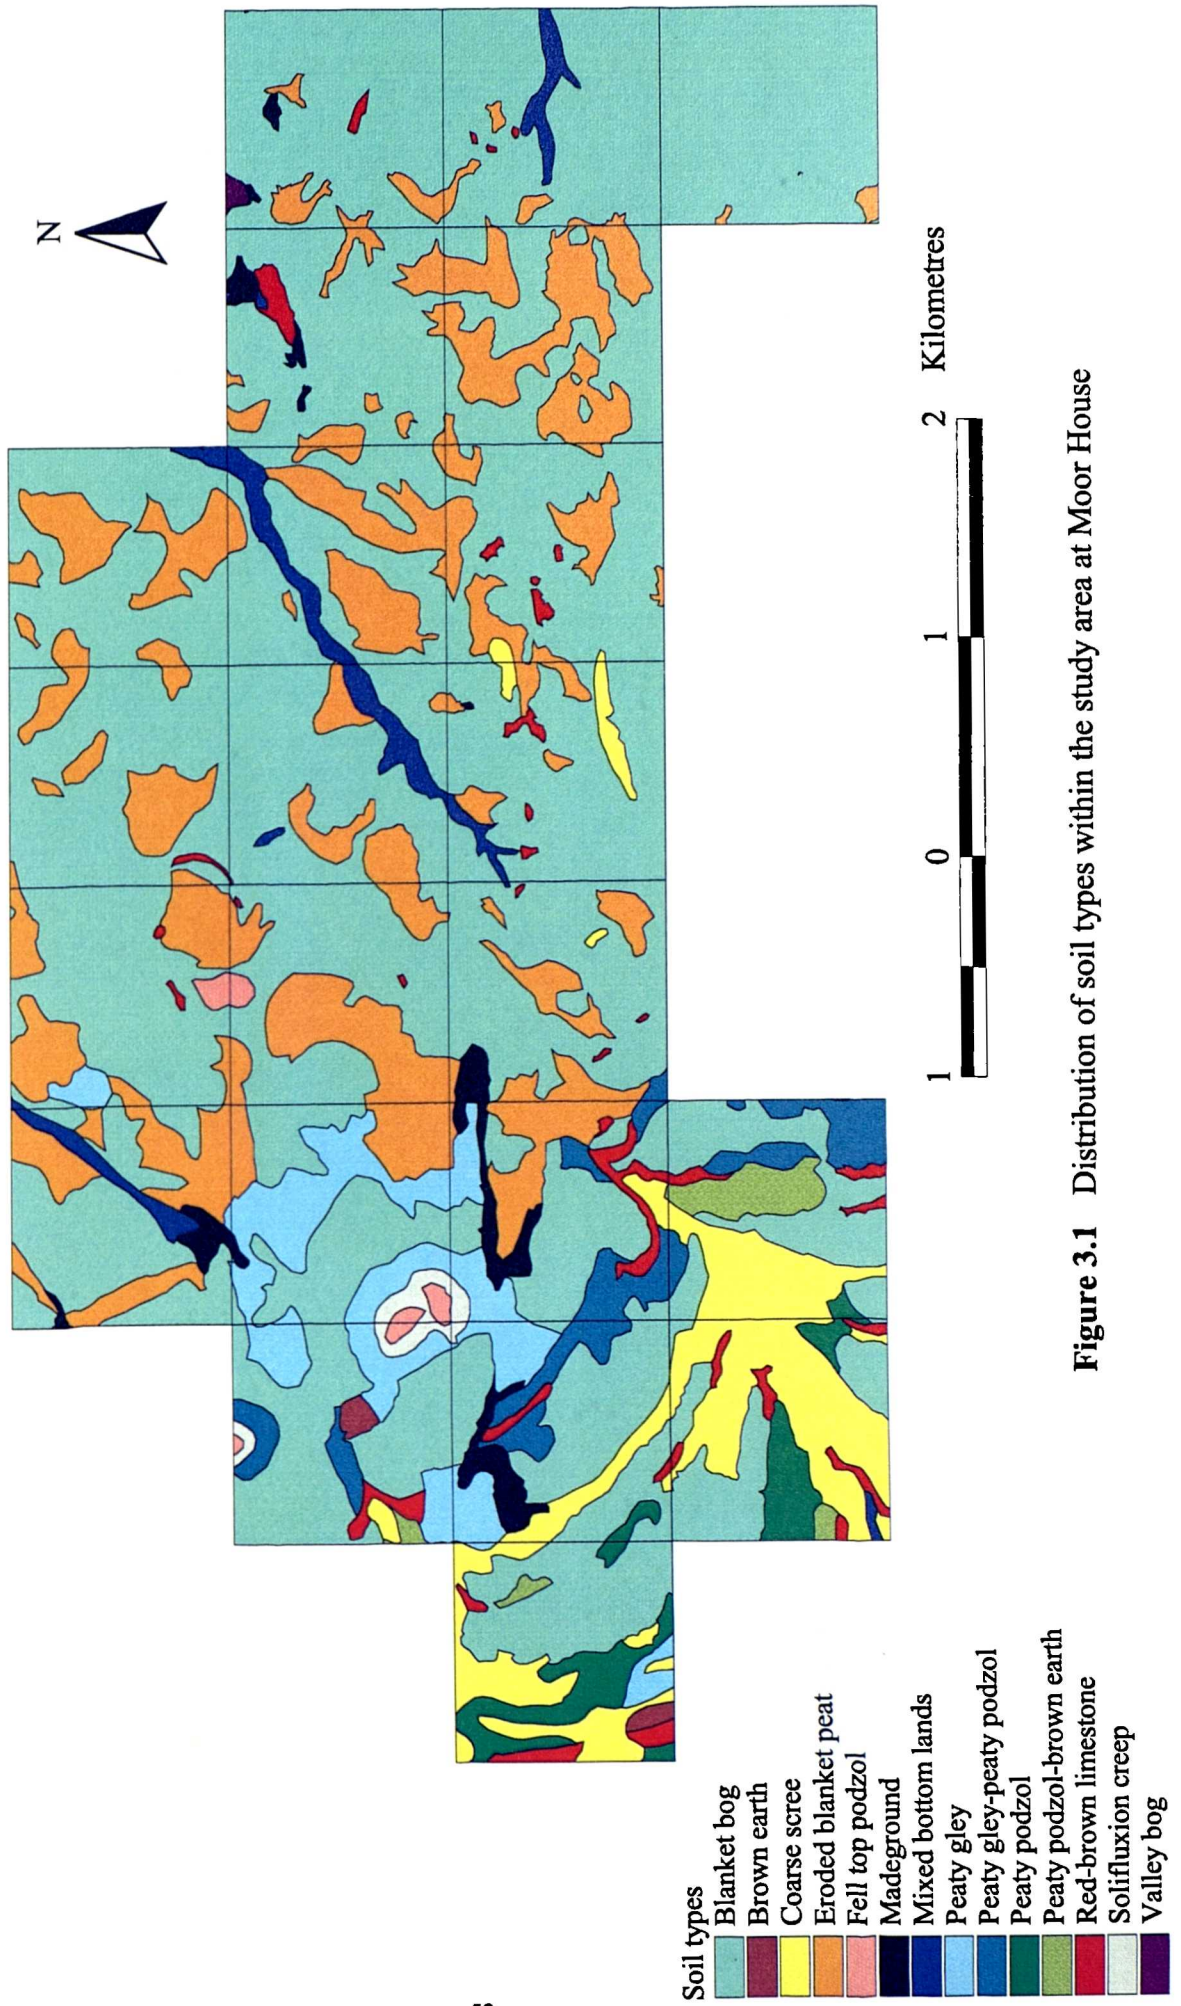 N
Kilometres
1 0 1 2
Figure 3.1 Distribution of soil types within the study area at Moor House
Soil types
Blanket bog
Brown earth
Coarse scree
Eroded blanket peat
Fell top podzol
Madeground
Mixed bottom lands
Peaty gley
Peaty gley-peaty podzol
Peaty podzol
Peaty podzol-brown earth
Red-brown limestone
Solifluxion creep
Valley bog